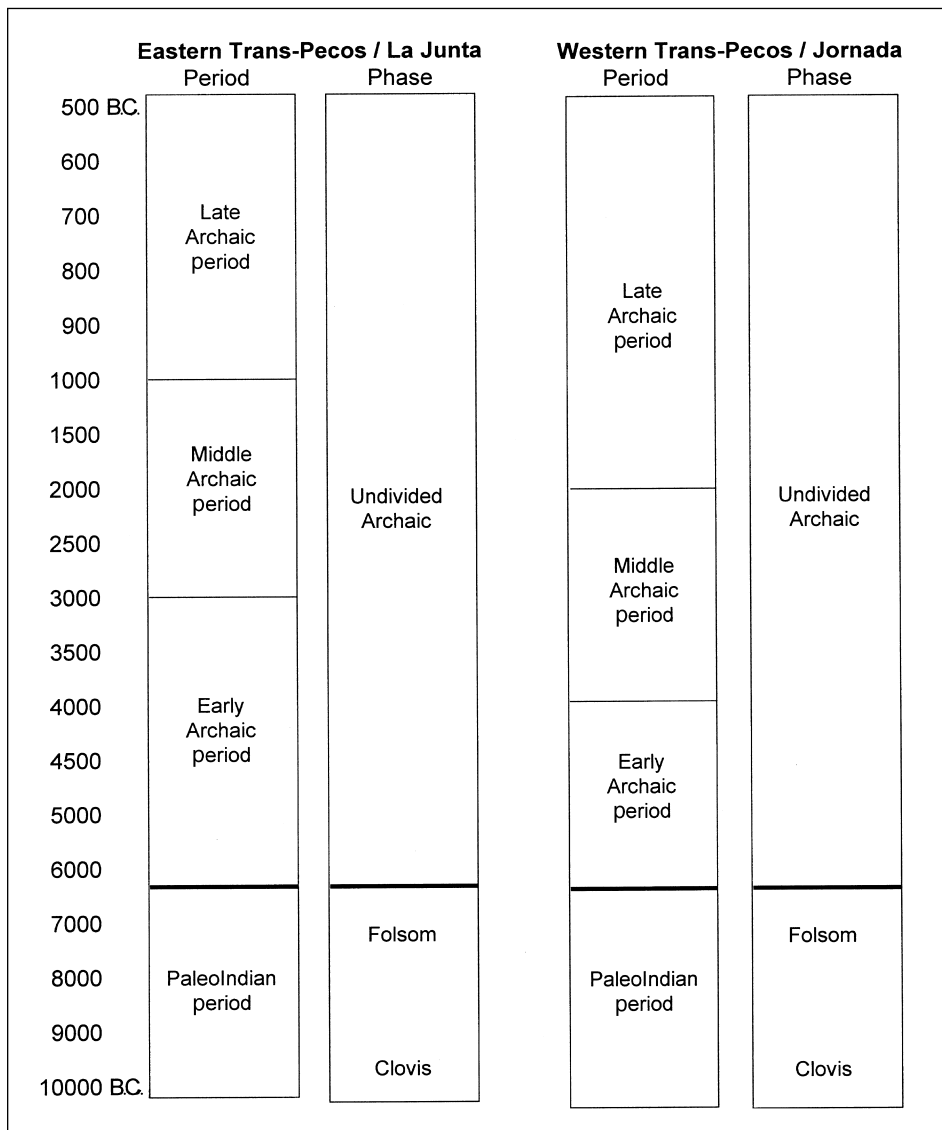 Eastern Trans-Pecos / La Junta
Period
Phase
Western Trans-Pecos / Jornada
Period
Phase
500 B.C.
600
700
800
900
1000
1500
2000
2500
3000
3500
4000
4500
5000
6000
7000
8000
9000
10000 B.C.
Late
Archaic
period
Middle
Archaic
period
Early
Archaic
period
PaleoIndian
period
Undivided
Archaic
Folsom
Clovis
Late
Archaic
period
Middle
Archaic
period
Early
Archaic
period
PaleoIndian
period
Undivided
Archaic
Folsom
Clovis